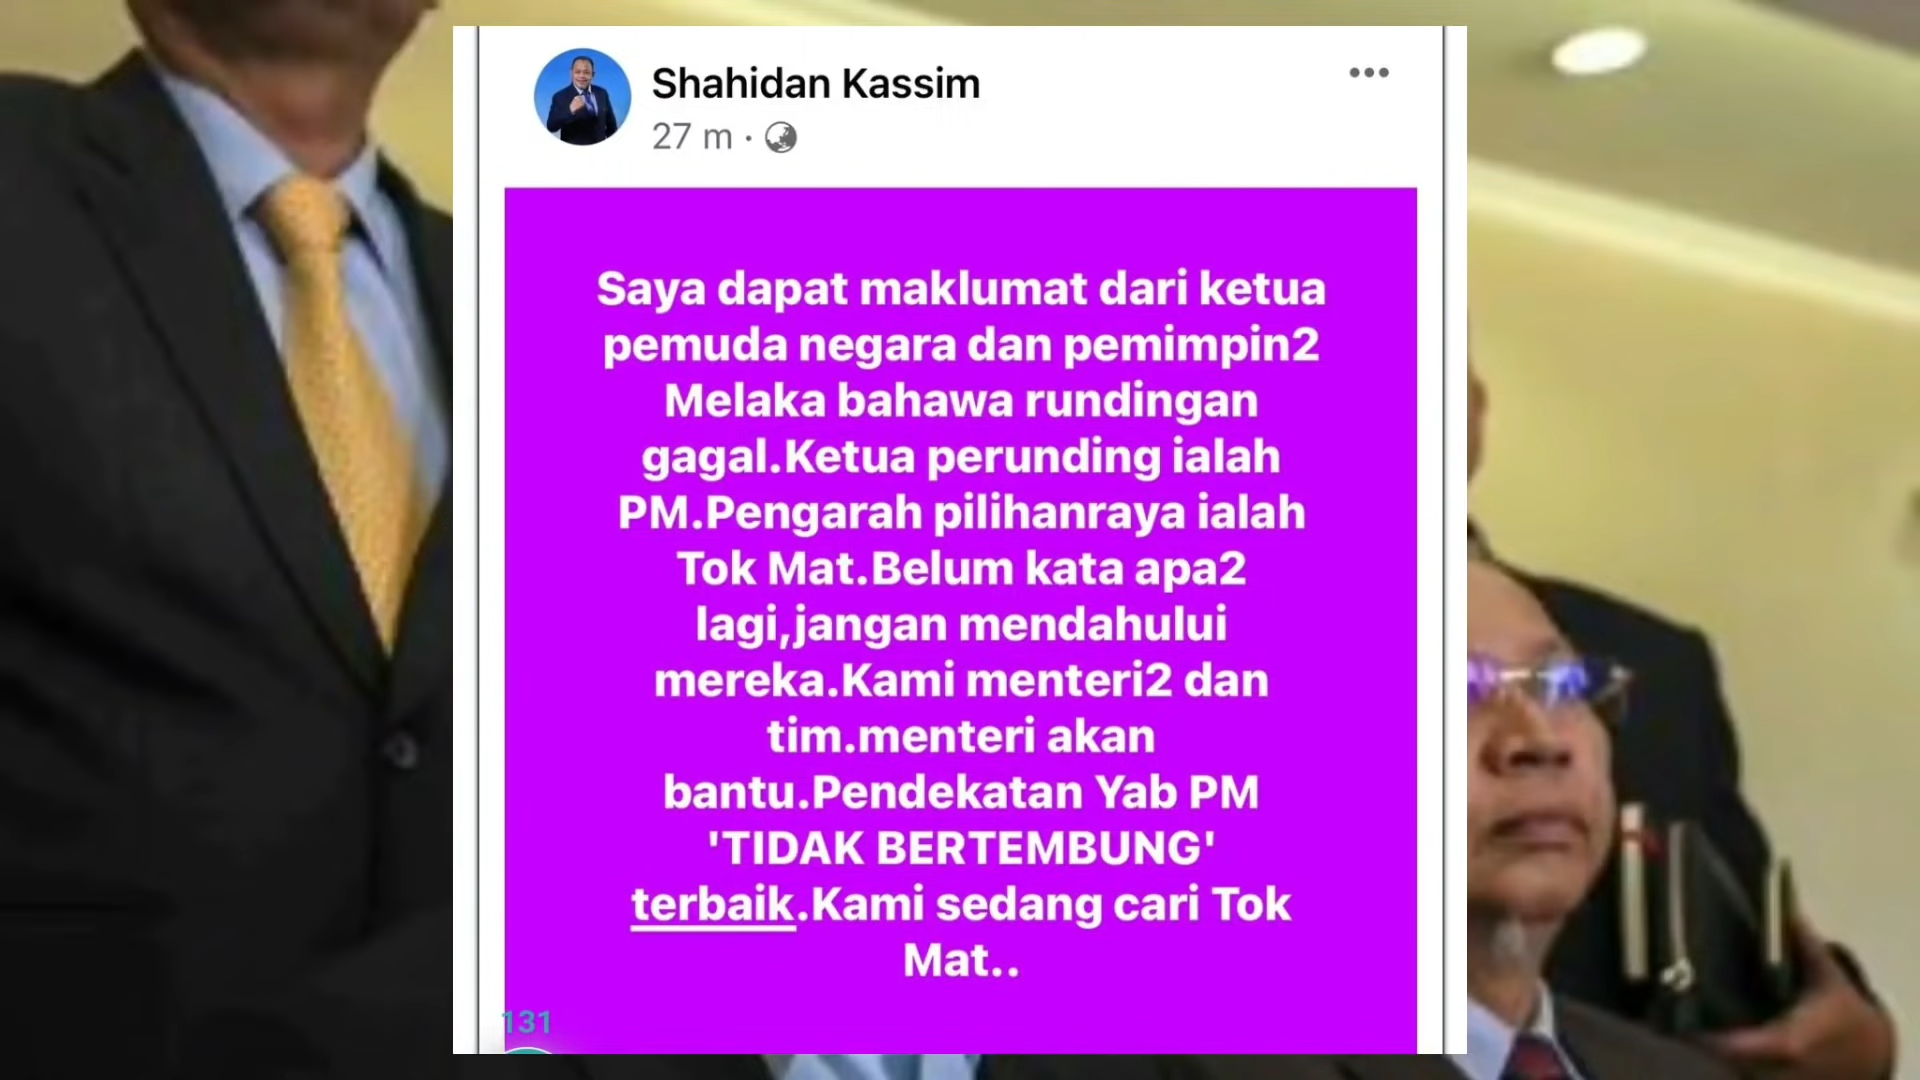 Shahidan Kassim
27 m ·
Saya dapat maklumat dari ketua
pemuda negara dan pemimpin2
Melaka bahawa rundingan
gagal.Ketua perunding ialah
PM.Pengarah pilihanraya ialah
Tok Mat.Belum kata apa2
lagi,jangan mendahului
mereka.Kami menteri2 dan
tim.menteri akan
bantu.Pendekatan Yab PM
'TIDAK BERTEMBUNG'
terbaik.Kami sedang cari Tok
Mat..
131